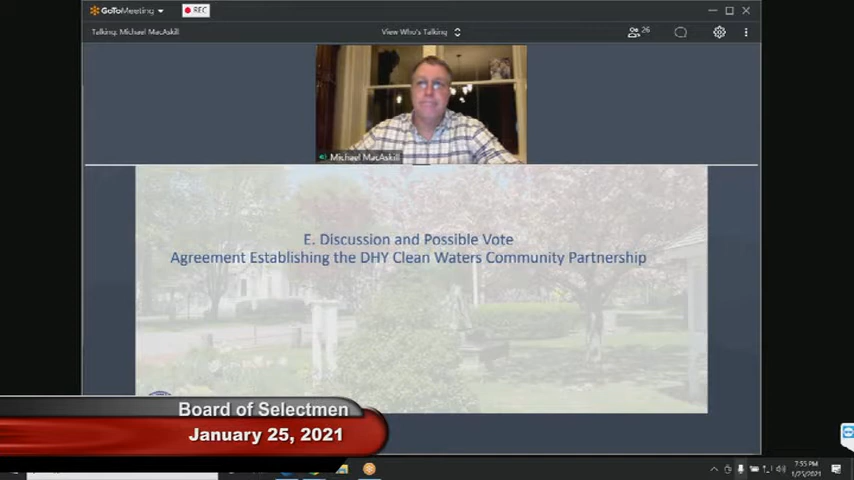 GoToMeeting
REC
Talking: Michael MacAskill
View Who's Talking
26
Michael MacAskill
E. Discussion and Possible Vote
Agreement Establishing the DHY Clean Waters Community Partnership
Board of Selectmen
January 25, 2021
7:55 PM
1/25/2021